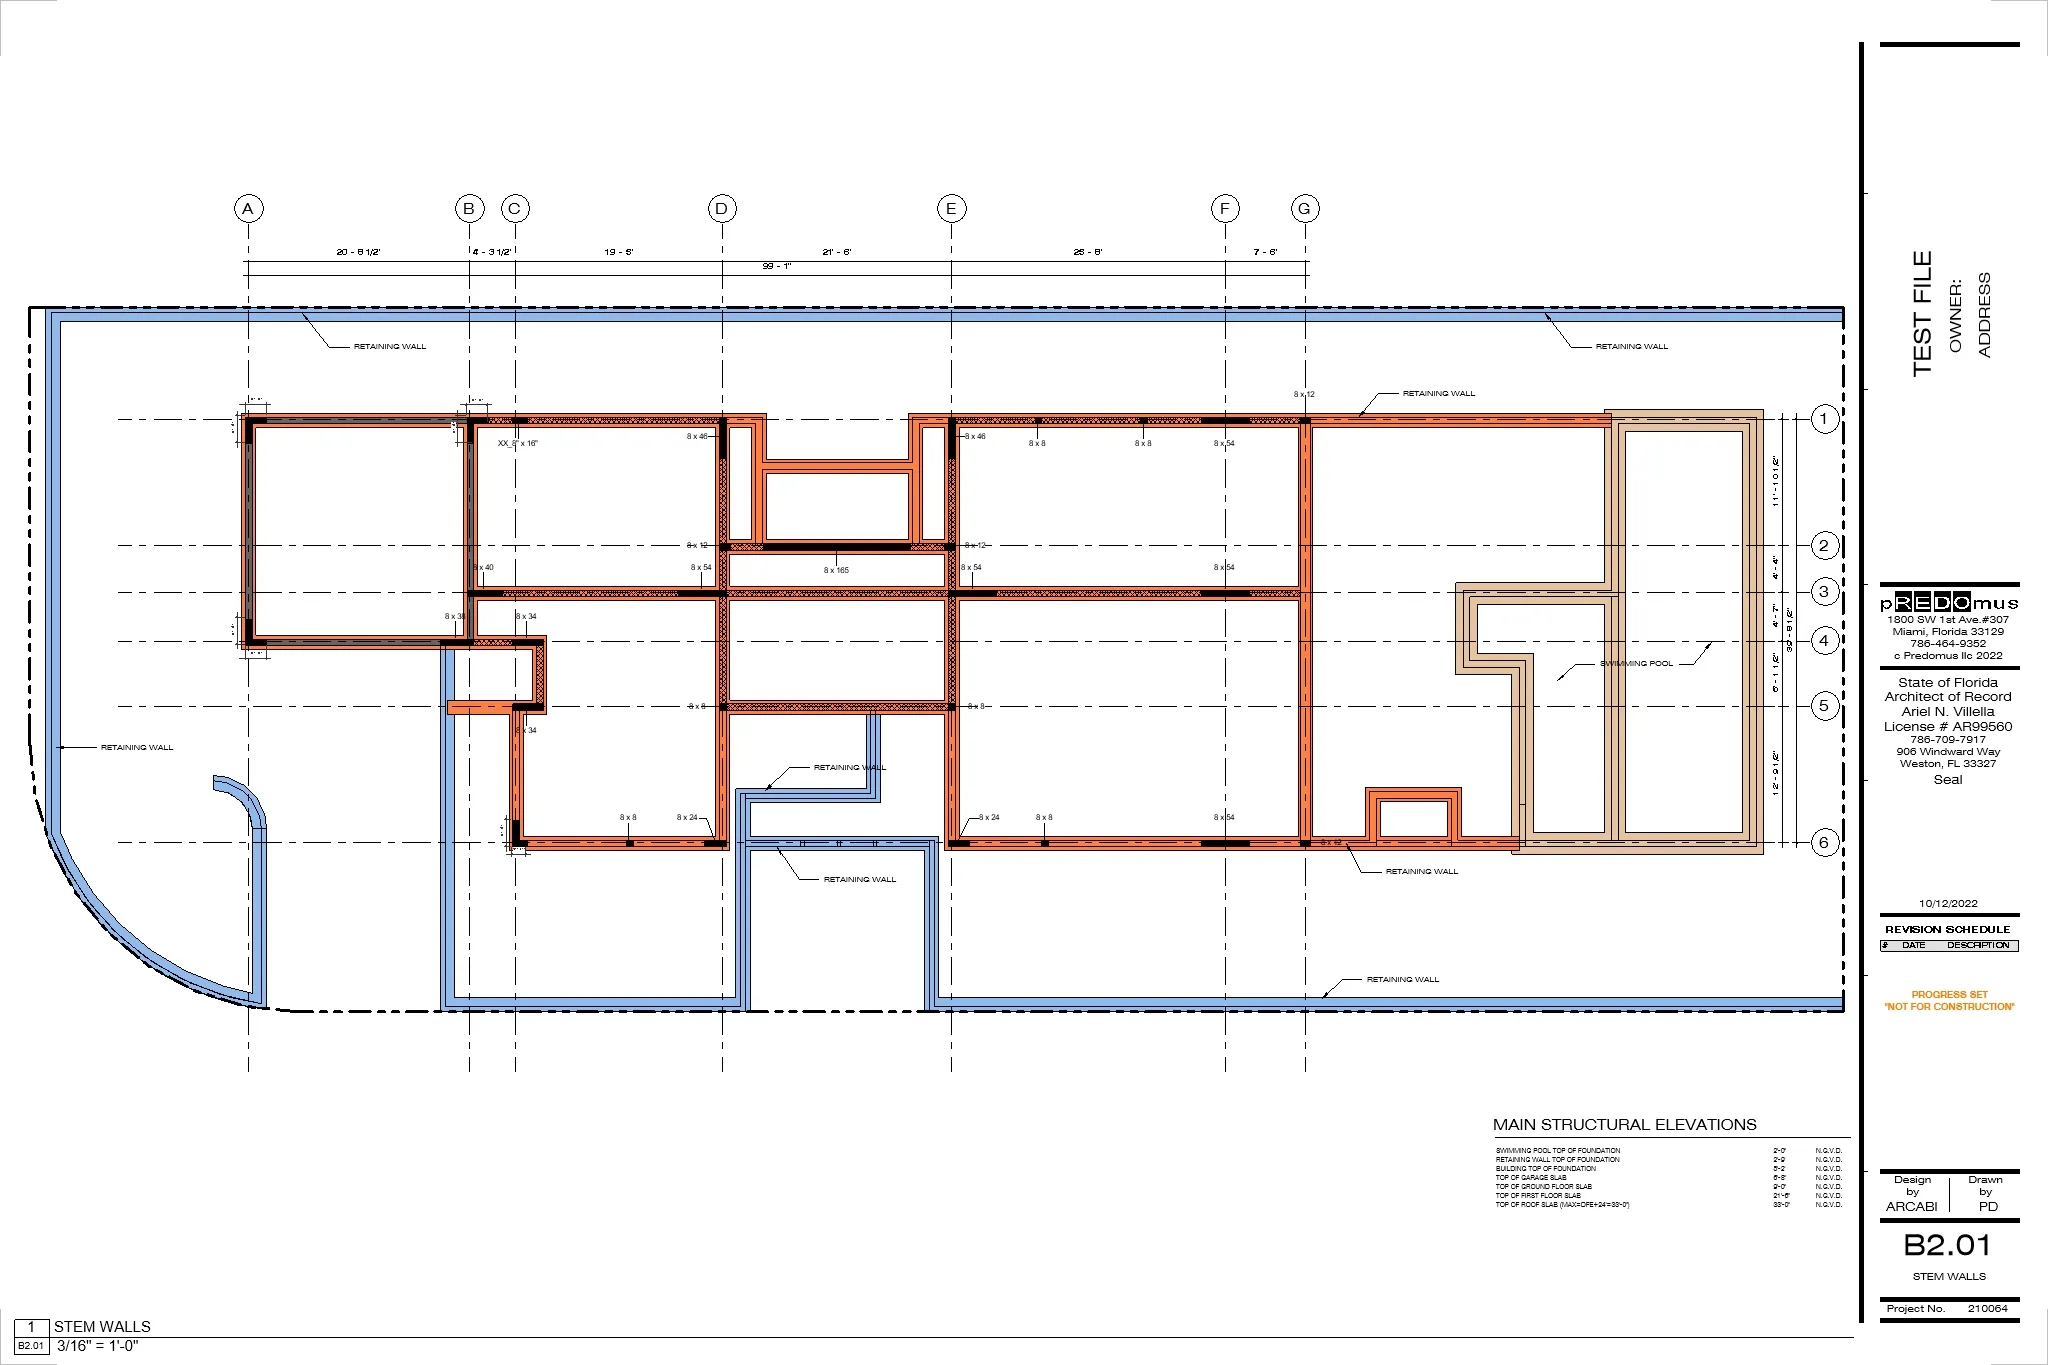 A
B
C
D
E
F
G
20 - 8 1/2"
4 - 3 1/2"
21' - 6"
7 - 6"
99 - 1"
RETAINING WALL
RETAINING WALL
8 x 12
RETAINING WALL
1
8 x 46
8 x 46
XX_8" x 16"
8 x 8
8 x 8
8 x 54
11' - 10 1/2"
8 x 12
8 x 12
2
8 x 40
8 x 54
8 x 165
8 x 54
8 x 54
4' - 4"
3
8 x 38
8 x 34
4' - 7"
39 - 8 1/2"
4
SWIMMING POOL
6' - 1 1/2"
8 x 8
8 x 8
5
8 x 34
RETAINING WALL
RETAINING WALL
12' - 9 1/2"
8 x 8
8 x 24
8 x 24
8 x 8
8 x 54
8 x 12
6
RETAINING WALL
RETAINING WALL
RETAINING WALL
MAIN STRUCTURAL ELEVATIONS
SWIMMING POOL TOP OF FOUNDATION 2'-0" N.G.V.D.
RETAINING WALL TOP OF FOUNDATION 2'-9 N.G.V.D.
BUILDING TOP OF FOUNDATION 5'-2" N.G.V.D.
TOP OF GARAGE SLAB 6'-8" N.G.V.D.
TOP OF GROUND FLOOR SLAB 9'-0" N.G.V.D.
TOP OF FIRST FLOOR SLAB 21'-6" N.G.V.D.
TOP OF ROOF SLAB (MAX=DFE+24'=33'-0") 33'-0" N.G.V.D.
1
B2.01
STEM WALLS
3/16" = 1'-0"
TEST FILE
OWNER:
ADDRESS
pREDOmus
1800 SW 1st Ave.#307
Miami, Florida 33129
786-464-9352
c Predomus llc 2022
State of Florida
Architect of Record
Ariel N. Villella
License # AR99560
786-709-7917
906 Windward Way
Weston, FL 33327
Seal
10/12/2022
REVISION SCHEDULE
# DATE DESCRIPTION
PROGRESS SET
"NOT FOR CONSTRUCTION"
Design by ARCABI
Drawn by PD
B2.01
STEM WALLS
Project No. 210064